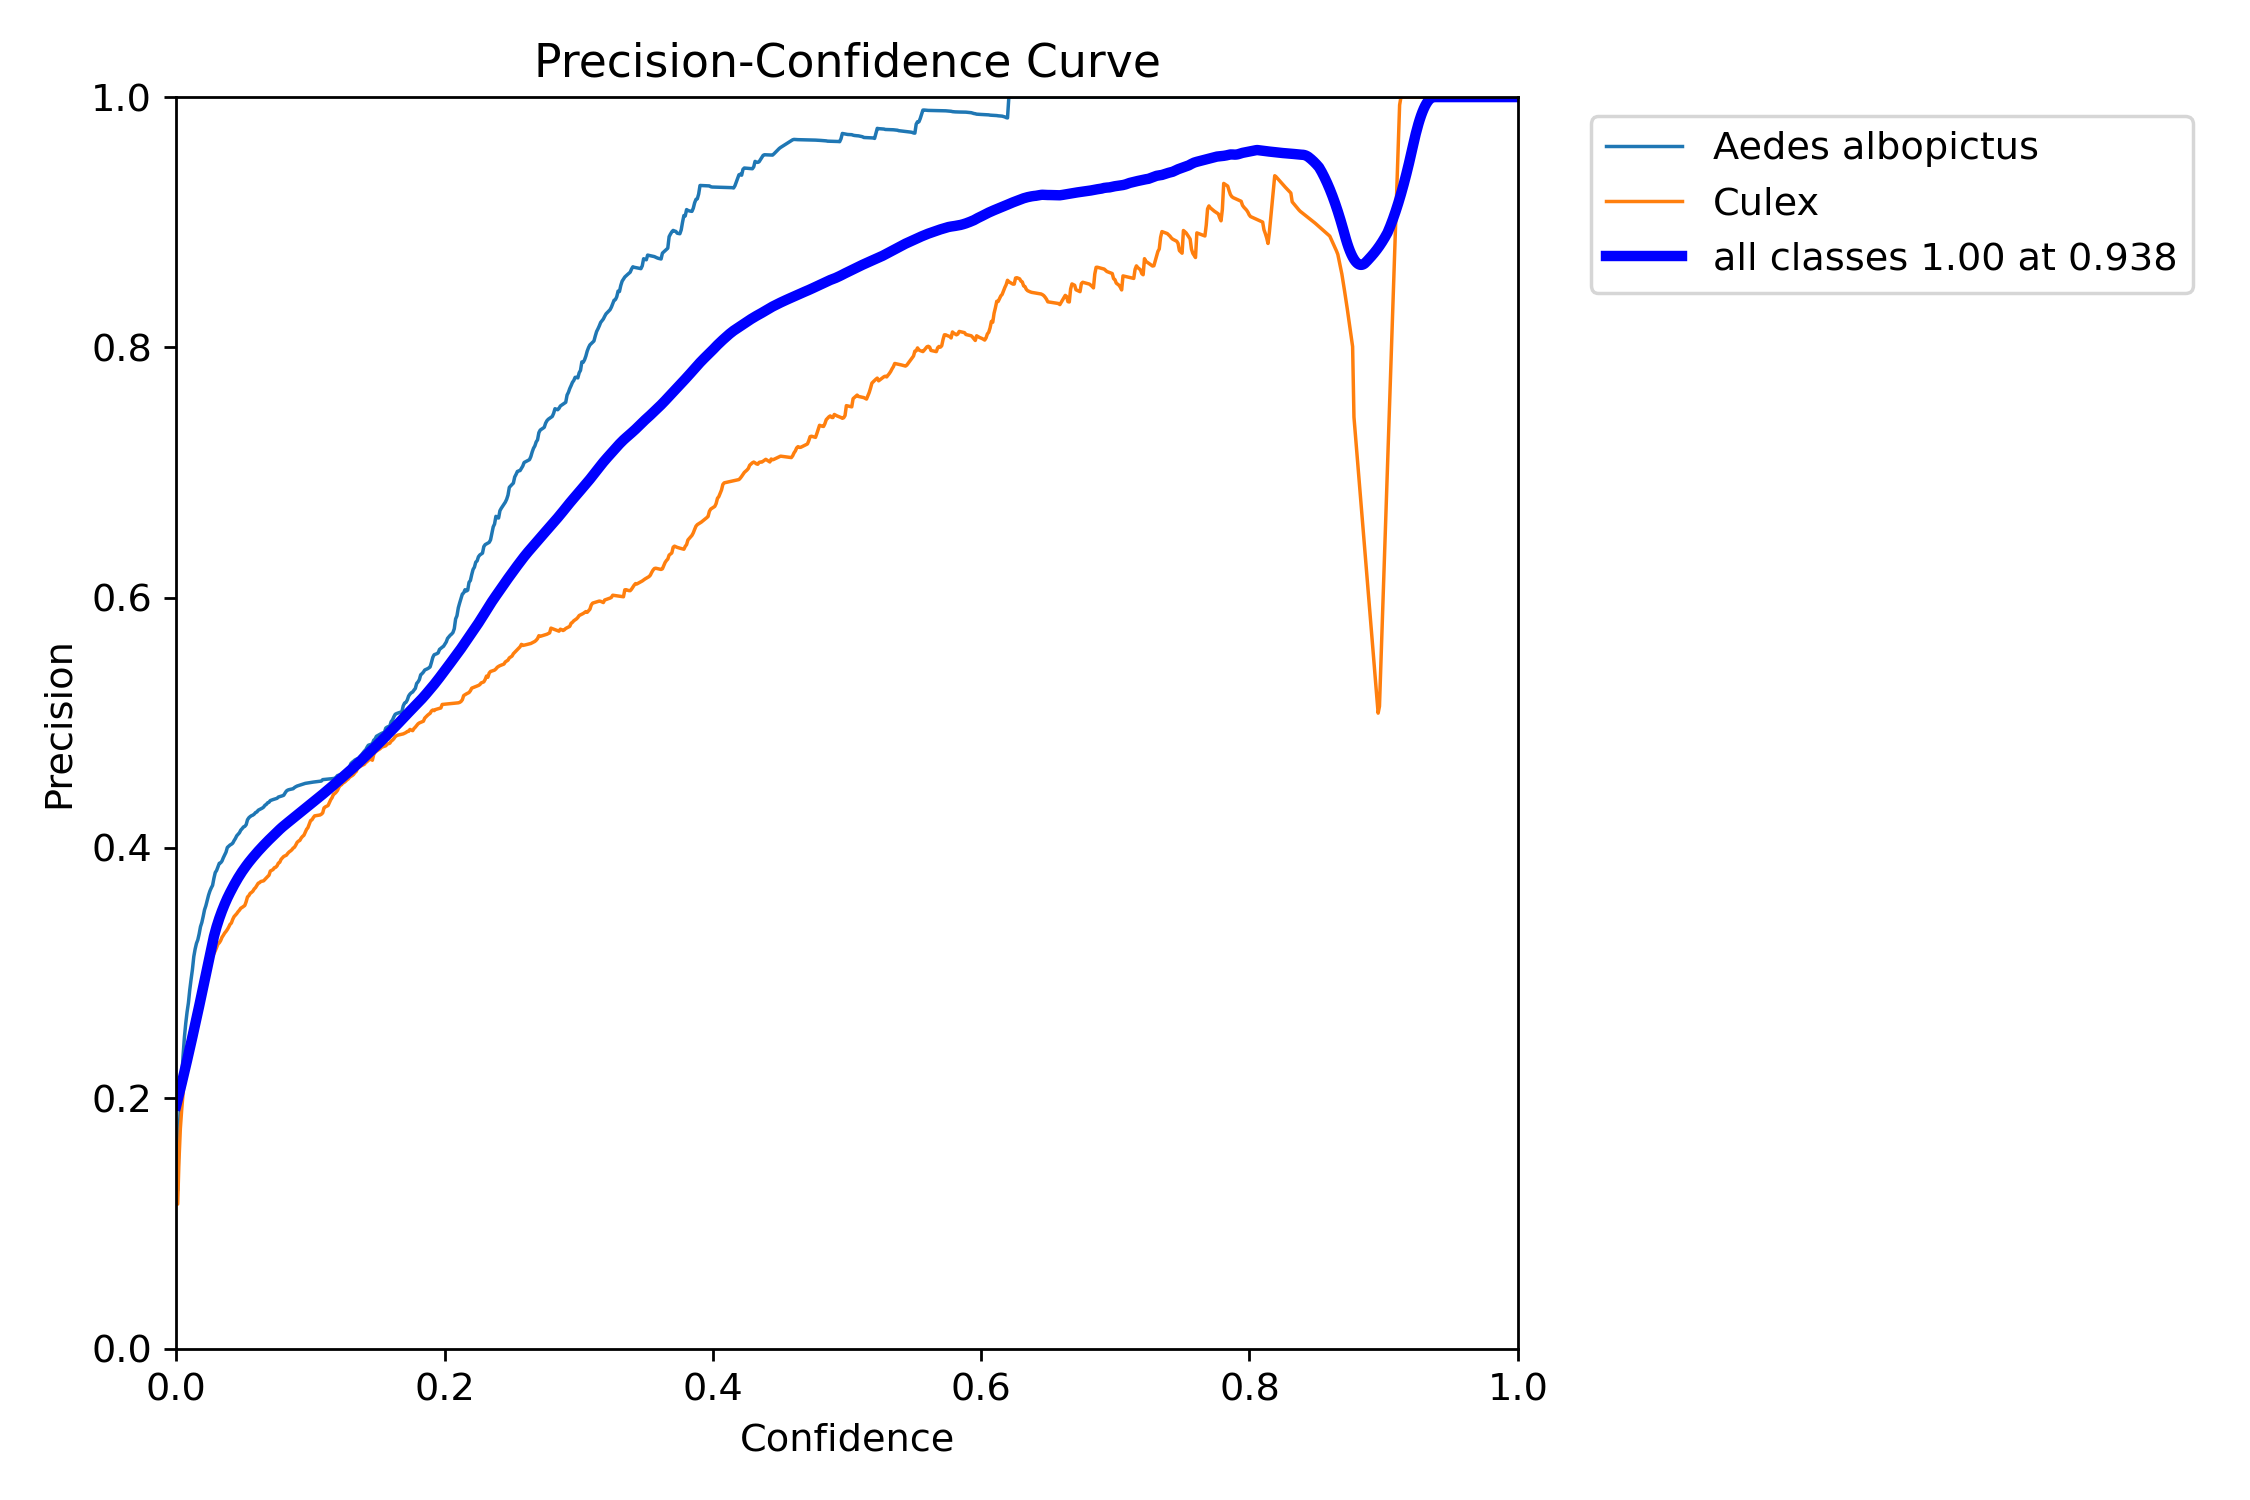 Precision-Confidence Curve
1.0
0.8
0.6
0.4
0.2
0.0
Precision
0.0 0.2 0.4 0.6 0.8 1.0
Confidence
Aedes albopictus
Culex
all classes 1.00 at 0.938